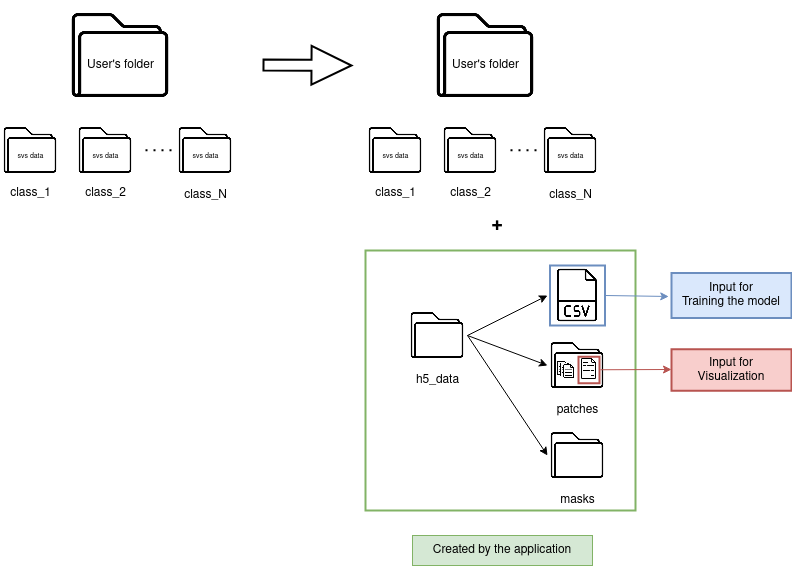 User's folder
User's folder
svs data
svs data
....
svs data
svs data
svs data
....
svs data
class_1
class_2
class_N
class_1
class_2
class_N
+
CSV
Input for
Training the model
h5_data
Input for
Visualization
patches
masks
Created by the application